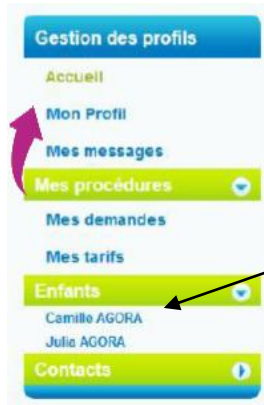 Gestion des profils
Accueil
Mon Profil
Mes messages
Mes procédures
Mes demandes
Mes tarifs
Enfants
Camille AGORA
Julie AGORA
Contacts